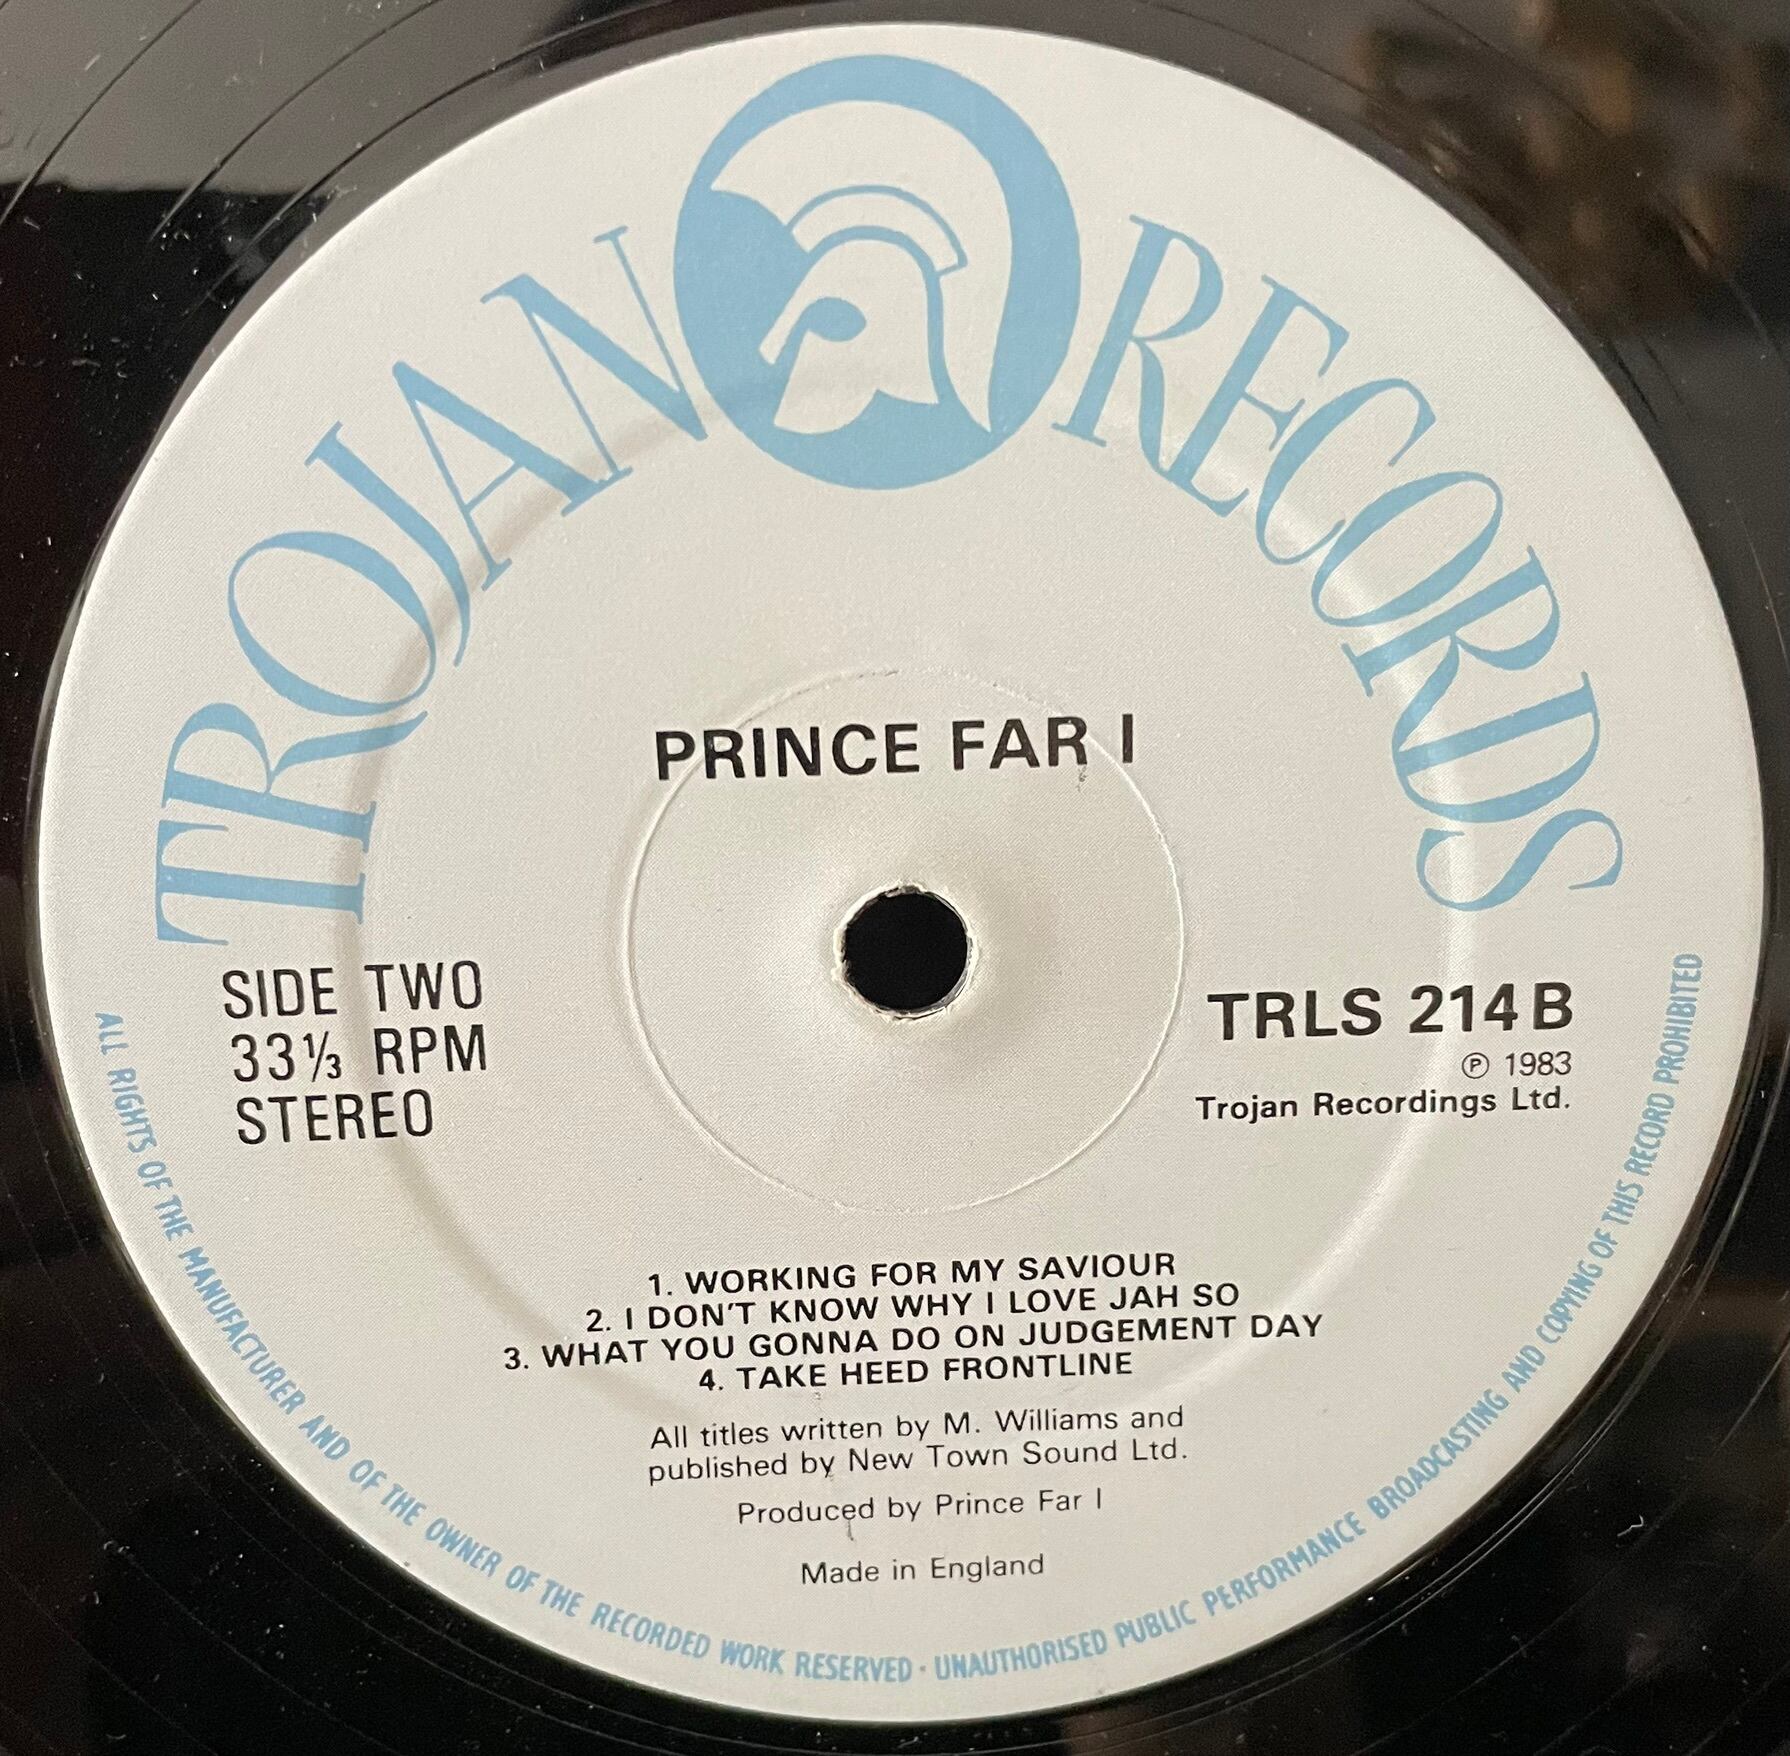 TROJAN RECORDS
PRINCE FAR I
SIDE TWO
33⅓ RPM
STEREO
TRLS 214 B
℗ 1983
Trojan Recordings Ltd.
1. WORKING FOR MY SAVIOUR
2. I DON'T KNOW WHY I LOVE JAH SO
3. WHAT YOU GONNA DO ON JUDGEMENT DAY
4. TAKE HEED FRONTLINE
All titles written by M. Williams and
published by New Town Sound Ltd.
Produced by Prince Far I
Made in England
ALL RIGHTS OF THE MANUFACTURER AND OF THE OWNER OF THE RECORDED WORK RESERVED · UNAUTHORISED PUBLIC PERFORMANCE BROADCASTING AND COPYING OF THIS RECORD PROHIBITED